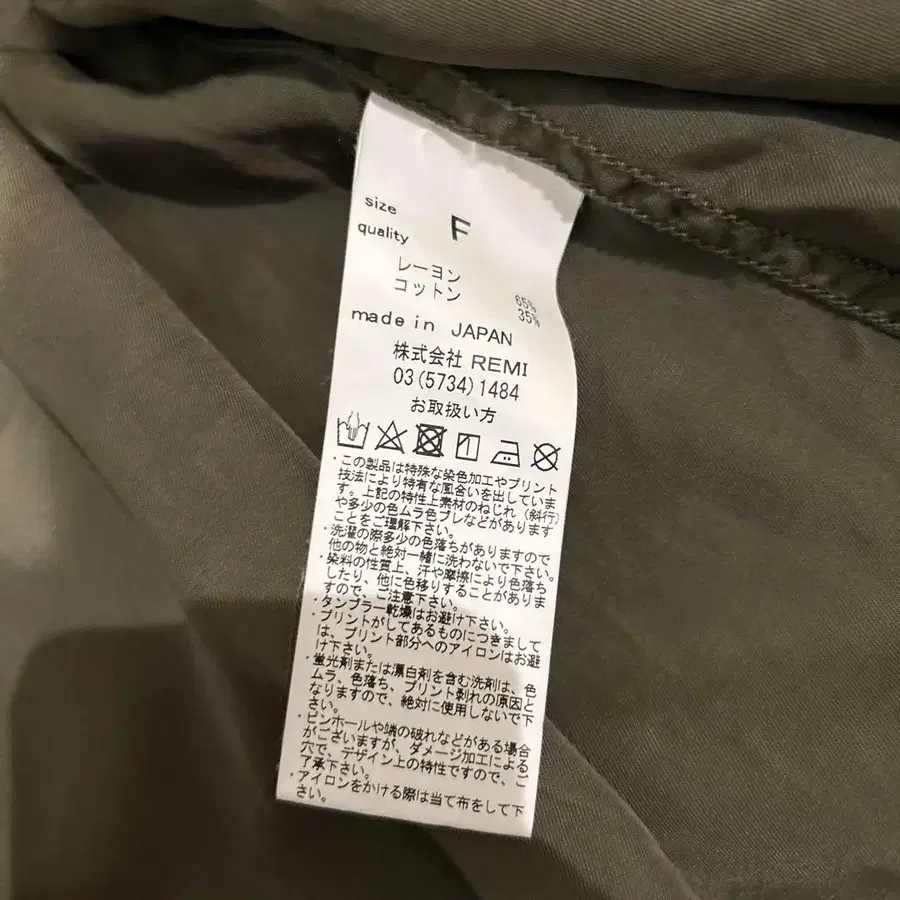 size F
quality
レーヨン 65%
コットン 35%
made in JAPAN
株式会社 REMI
03(5734)1484
お取扱い方
・この製品は特殊な染色加工やプリント
技法により特有な風合いを出していま
す。上記の特性上素材のねじれ(斜行)
や多少の色ムラ色ブレなどがあります
ことをご理解下さい。
・洗濯の際多少の色落ちがありますので
他の物と絶対一緒に洗わないで下さい。
・染料の性質上、汗や摩擦により色落ち
したり、他に色移りすることがありま
すので、ご注意下さい。
・タンブラー乾燥はお避け下さい。
・プリントがしてあるものにつきまして
は、プリント部分へのアイロンはお避
け下さい。
・蛍光剤または漂白剤を含む洗剤は、色
ムラ、色落ち、プリント剥れの原因と
なりますので、絶対に使用しないで下
さい。
・ピンホールや端の破れなどがある場合
がございますが、ダメージ加工による
穴で、デザイン上の特性ですので、ご
了承下さい。
・アイロンをかける際は当て布をして下
さい。